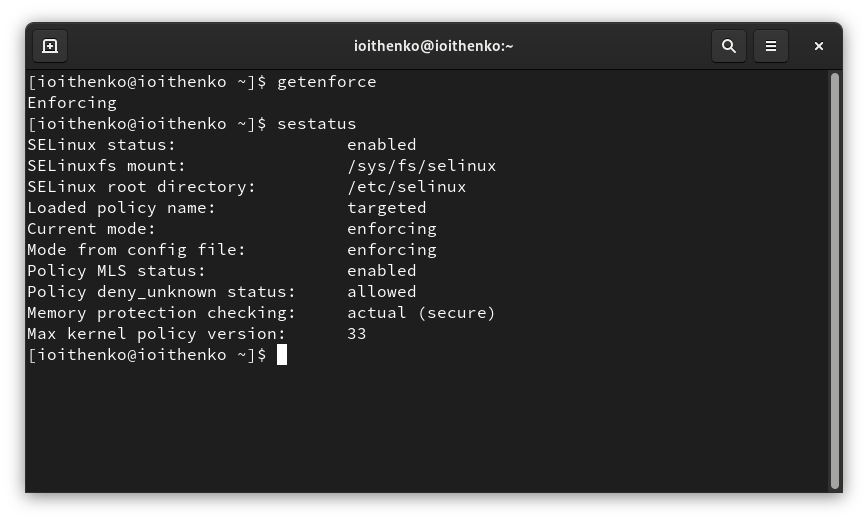 ioithenko@ioithenko:~
[ioithenko@ioithenko ~]$ getenforce
Enforcing
[ioithenko@ioithenko ~]$ sestatus
SELinux status:                 enabled
SELinuxfs mount:                /sys/fs/selinux
SELinux root directory:         /etc/selinux
Loaded policy name:             targeted
Current mode:                   enforcing
Mode from config file:          enforcing
Policy MLS status:              enabled
Policy deny_unknown status:     allowed
Memory protection checking:     actual (secure)
Max kernel policy version:      33
[ioithenko@ioithenko ~]$